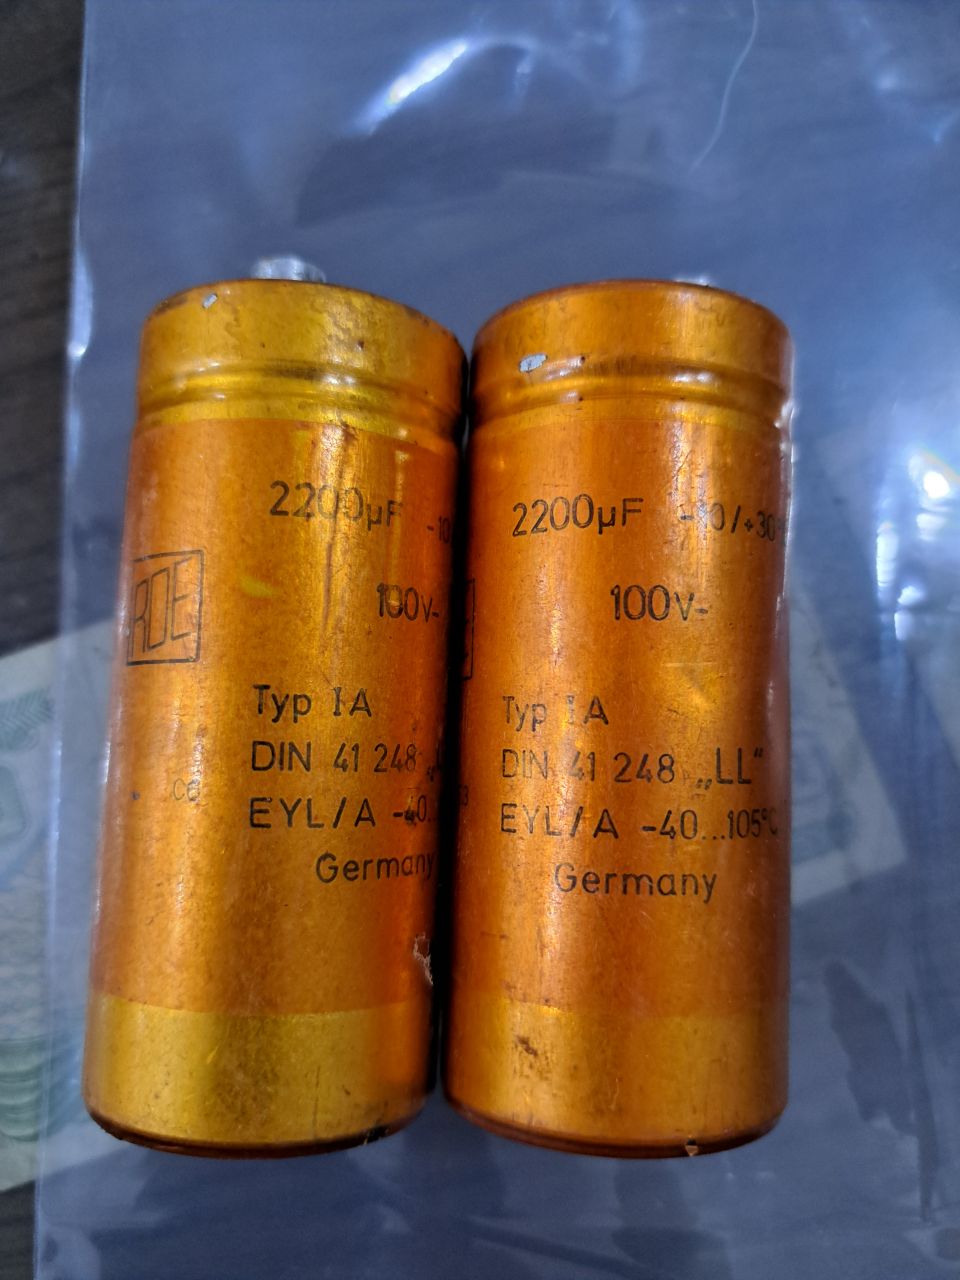 2200µF -10
ROE
100V-
Typ IA
DIN 41 248 „
EYL/A -40..
Germany
2200µF -10/+30
100V-
Typ IA
DIN 41 248 „LL“
EYL/A -40...105°C
Germany